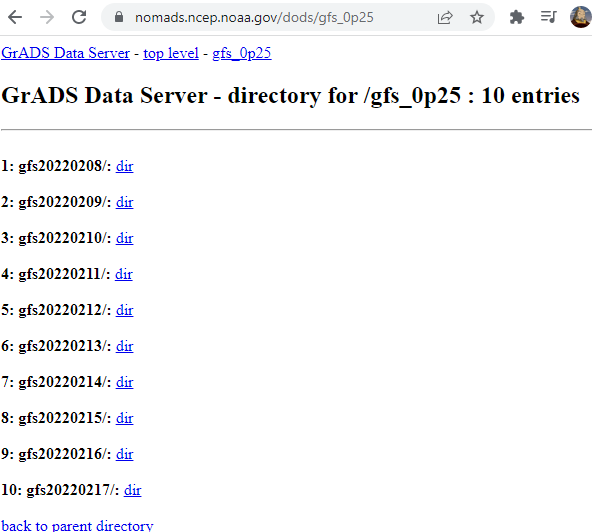 nomads.ncep.noaa.gov/dods/gfs_0p25
GrADS Data Server - top level - gfs_0p25
GrADS Data Server - directory for /gfs_0p25 : 10 entries
1: gfs20220208/: dir
2: gfs20220209/: dir
3: gfs20220210/: dir
4: gfs20220211/: dir
5: gfs20220212/: dir
6: gfs20220213/: dir
7: gfs20220214/: dir
8: gfs20220215/: dir
9: gfs20220216/: dir
10: gfs20220217/: dir
back to parent directory